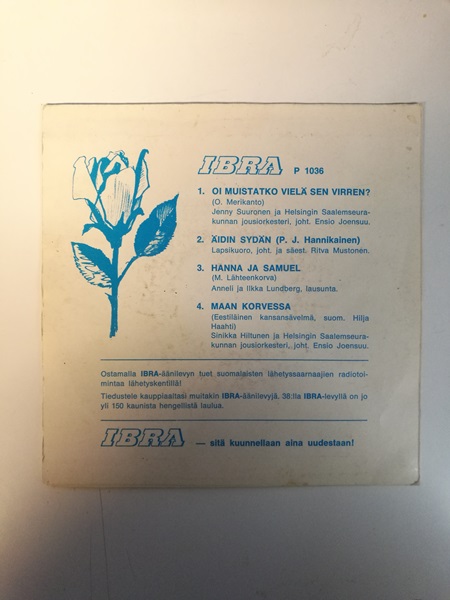 IBRA P 1036
1. OI MUISTATKO VIELÄ SEN VIRREN?
(O. Merikanto)
Jenny Suuronen ja Helsingin Saalemseura-
kunnan jousiorkesteri, joht. Ensio Joensuu.
2. ÄIDIN SYDÄN (P. J. Hannikainen)
Lapsikuoro, joht. ja säest. Ritva Mustonen.
3. HANNA JA SAMUEL
(M. Lähteenkorva)
Anneli ja Ilkka Lundberg, lausunta.
4. MAAN KORVESSA
(Eestiläinen kansansävelmä, suom. Hilja
Haahti)
Sinikka Hiltunen ja Helsingin Saalemseura-
kunnan jousiorkesteri, joht. Ensio Joensuu.
Ostamalla IBRA-äänilevyn tuet suomalaisten lähetyssaarnaajien radiotoi-
mintaa lähetyskentillä!
Tiedustele kauppiaaltasi muitakin IBRA-äänilevyjä. 38:lla IBRA-levyllä on jo
yli 150 kaunista hengellistä laulua.
IBRA — sitä kuunnellaan aina uudestaan!